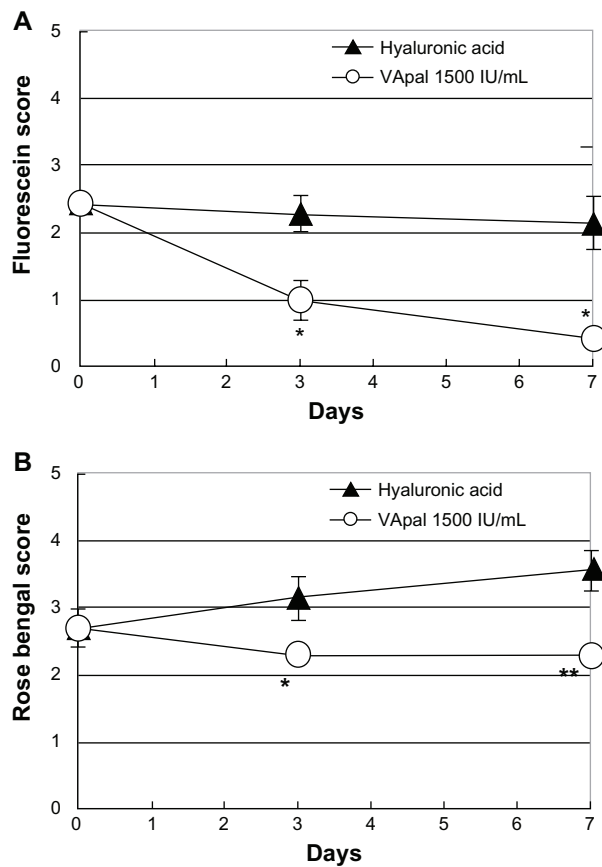 A
Fluorescein score
5
4
3
2
1
0
Hyaluronic acid
VApal 1500 IU/mL
*
*
0 1 2 3 4 5 6 7
Days
B
Rose bengal score
5
4
3
2
1
0
Hyaluronic acid
VApal 1500 IU/mL
*
**
0 1 2 3 4 5 6 7
Days